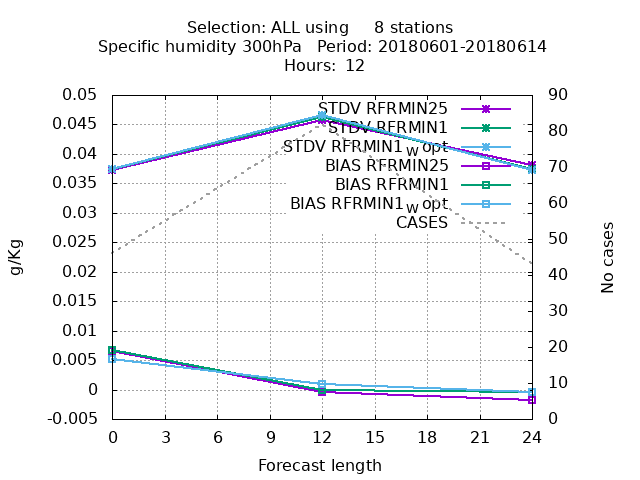 Selection: ALL using     8 stations
Specific humidity 300hPa   Period: 20180601-20180614
Hours: 12
0.05
0.045
0.04
0.035
0.03
0.025
0.02
0.015
0.01
0.005
0
-0.005
g/Kg
90
80
70
60
50
40
30
20
10
0
No cases
STDV RFRMIN25
STDV RFRMIN1
STDV RFRMIN1W opt
BIAS RFRMIN25
BIAS RFRMIN1
BIAS RFRMIN1W opt
CASES
0 3 6 9 12 15 18 21 24
Forecast length